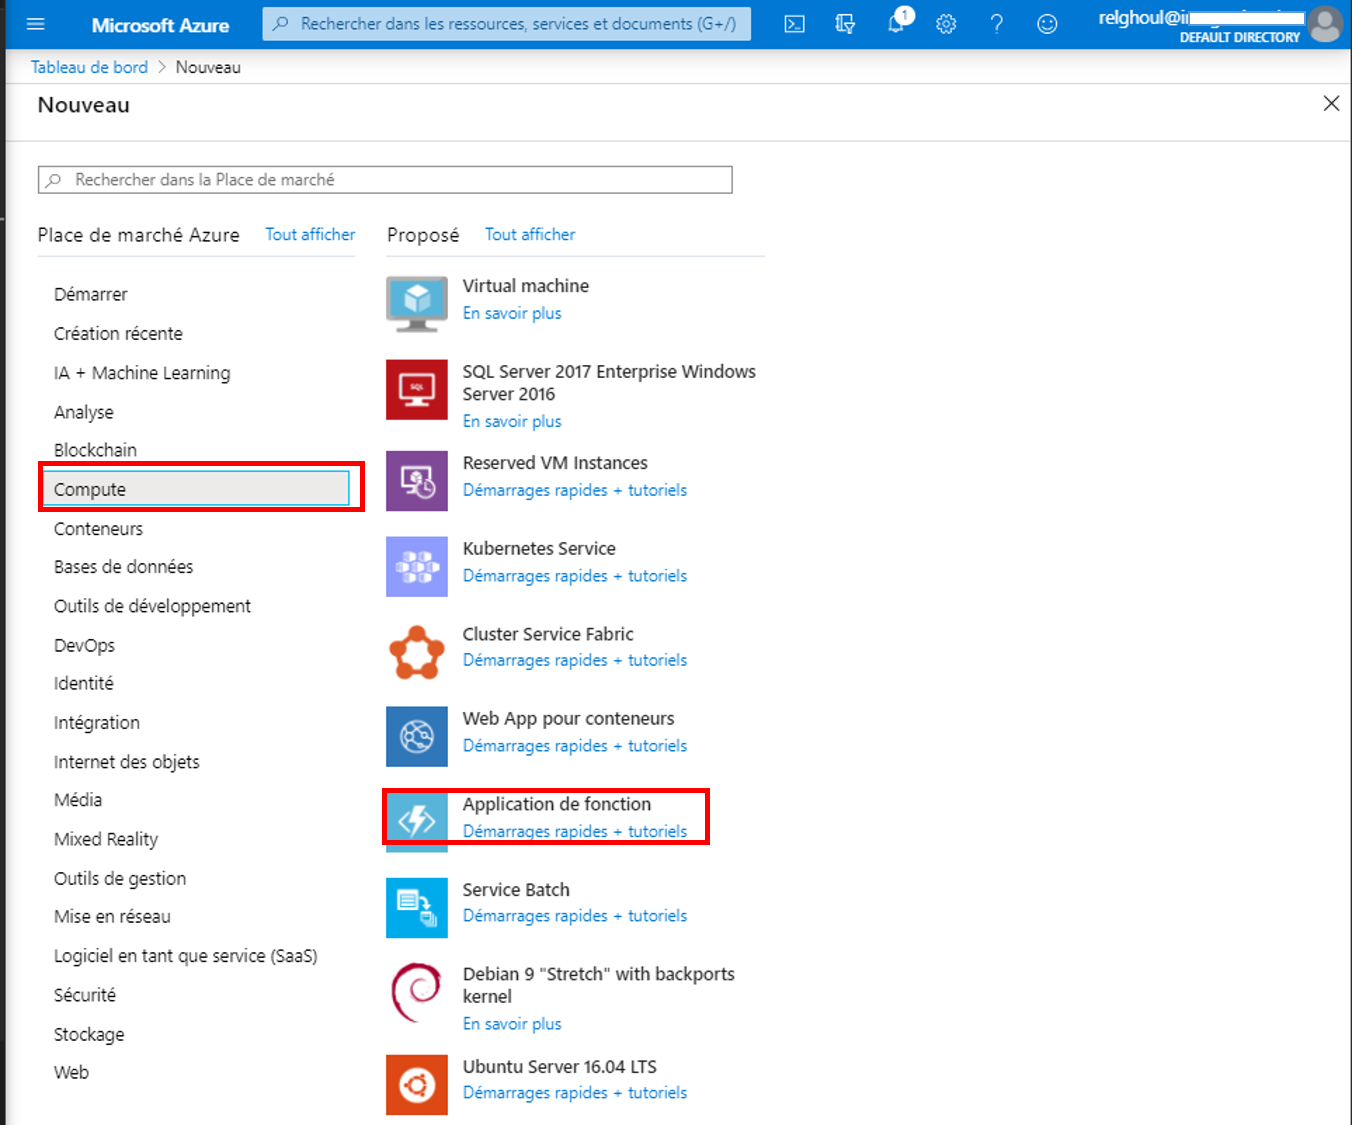 Microsoft Azure
Rechercher dans les ressources, services et documents (G+/)
1
relghoul@i
DEFAULT DIRECTORY
Tableau de bord > Nouveau
Nouveau
Rechercher dans la Place de marché
Place de marché Azure Tout afficher
Démarrer
Création récente
IA + Machine Learning
Analyse
Blockchain
Compute
Conteneurs
Bases de données
Outils de développement
DevOps
Identité
Intégration
Internet des objets
Média
Mixed Reality
Outils de gestion
Mise en réseau
Logiciel en tant que service (SaaS)
Sécurité
Stockage
Web
Proposé Tout afficher
Virtual machine
En savoir plus
SQL
SQL Server 2017 Enterprise Windows
Server 2016
En savoir plus
Reserved VM Instances
Démarrages rapides + tutoriels
Kubernetes Service
Démarrages rapides + tutoriels
Cluster Service Fabric
Démarrages rapides + tutoriels
Web App pour conteneurs
Démarrages rapides + tutoriels
Application de fonction
Démarrages rapides + tutoriels
Service Batch
Démarrages rapides + tutoriels
Debian 9 "Stretch" with backports
kernel
En savoir plus
Ubuntu Server 16.04 LTS
Démarrages rapides + tutoriels